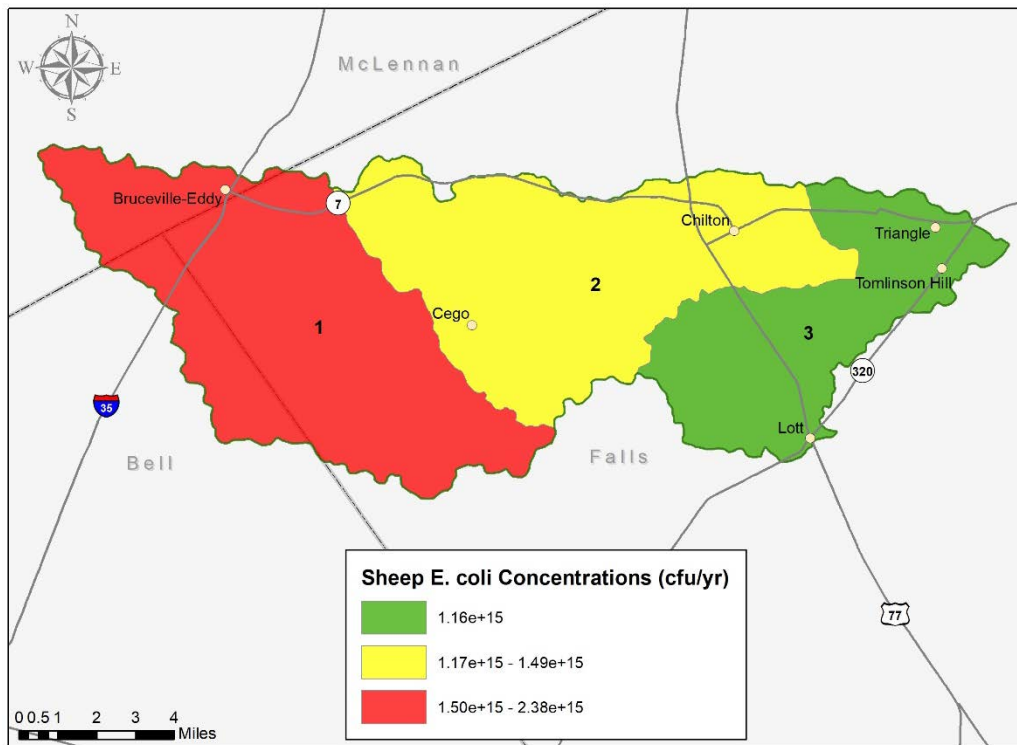 N
W E
S
McLennan
Bruceville-Eddy
7
Chilton
Triangle
Tomlinson Hill
2
1
Cego
3
320
35
Lott
Bell
Falls
Sheep E. coli Concentrations (cfu/yr)
1.16e+15
1.17e+15 - 1.49e+15
1.50e+15 - 2.38e+15
77
0 0.5 1 2 3 4
Miles